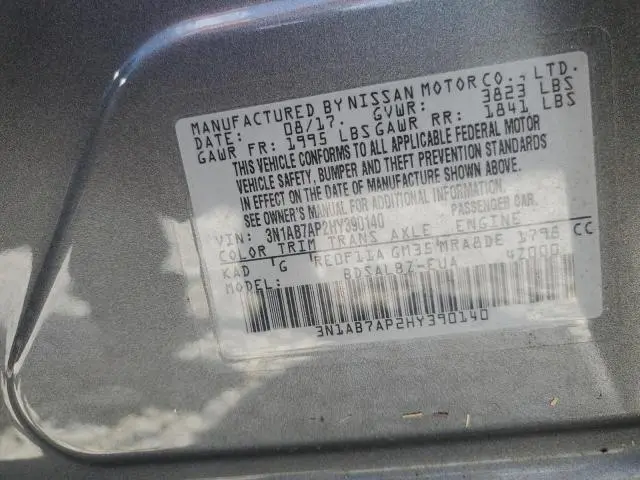 MANUFACTURED BY NISSAN MOTOR CO., LTD.
DATE: 08/17. GVWR: 3823 LBS
GAWR FR: 1995 LBS GAWR RR: 1841 LBS
THIS VEHICLE CONFORMS TO ALL APPLICABLE FEDERAL MOTOR
VEHICLE SAFETY, BUMPER AND THEFT PREVENTION STANDARDS
IN EFFECT ON THE DATE OF MANUFACTURE SHOWN ABOVE.
SEE OWNER'S MANUAL FOR ADDITIONAL INFORMATION.
VIN: 3N1AB7AP2HY390140 PASSENGER CAR.
COLOR TRIM TRANS AXLE ENGINE
KAD G RE0F11A GM35 MRA8DE 1798 CC
MODEL: BDSALBZ-EUA 4Z000
3N1AB7AP2HY390140